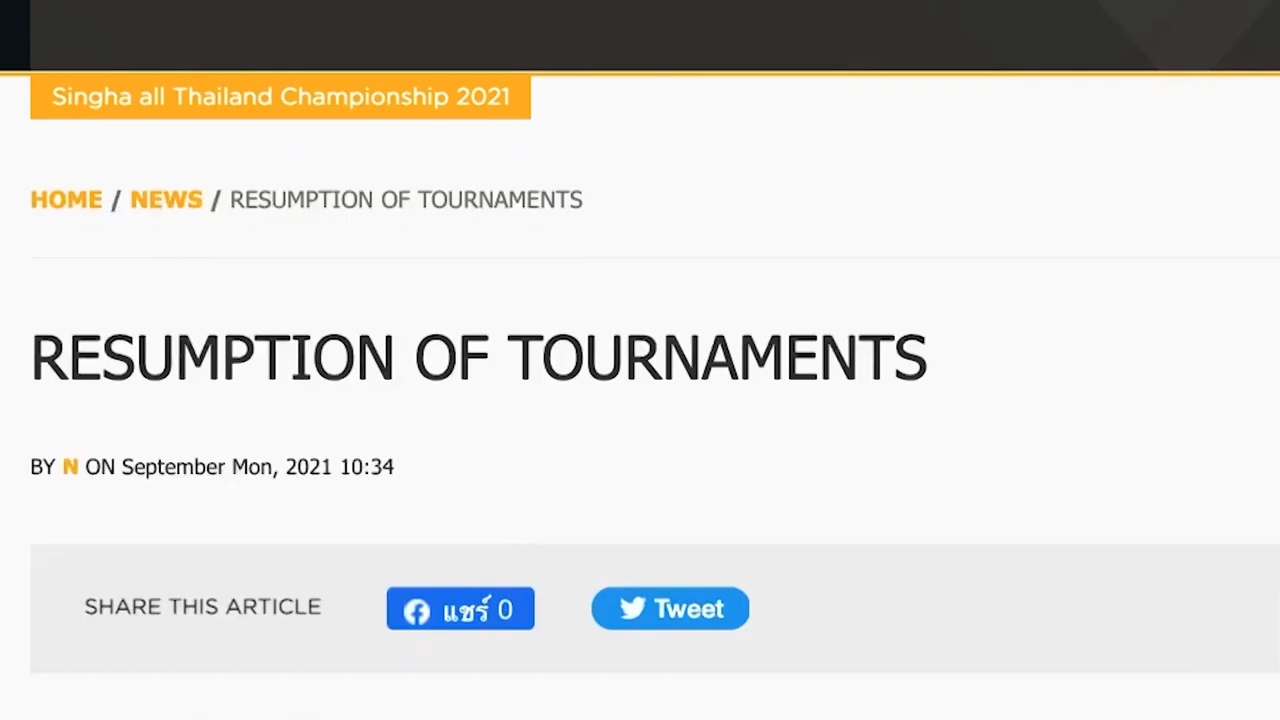 Singha all Thailand Championship 2021
HOME / NEWS / RESUMPTION OF TOURNAMENTS
RESUMPTION OF TOURNAMENTS
BY N ON September Mon, 2021 10:34
SHARE THIS ARTICLE แชร์ 0 Tweet